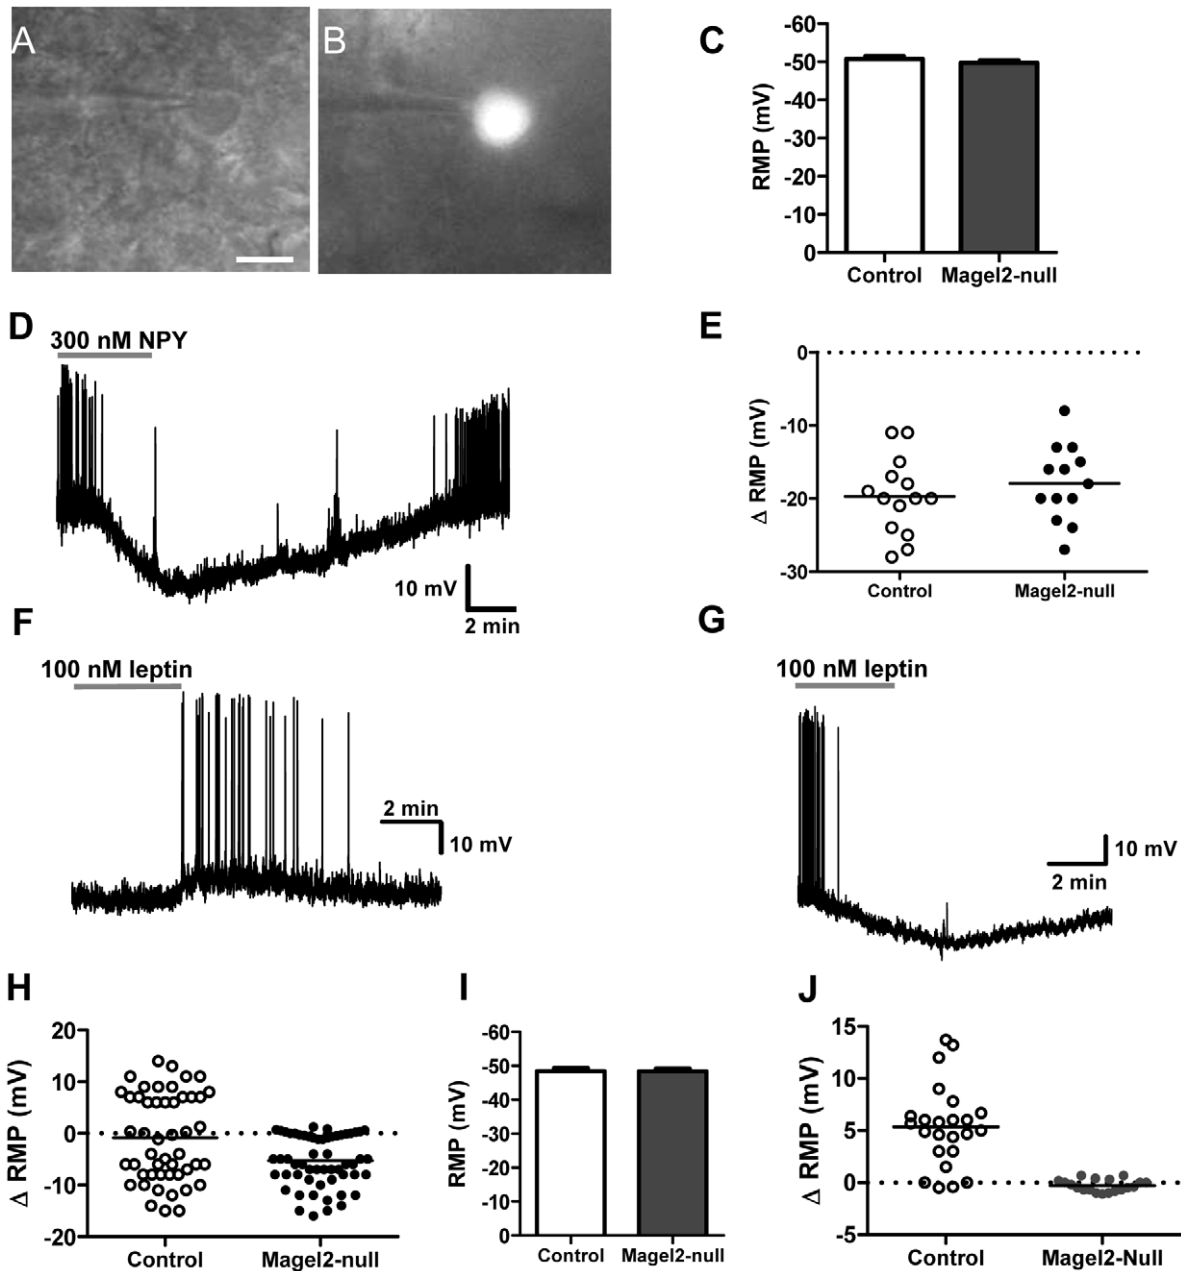 A
B
C
-60
-50
-40
-30
-20
-10
0
RMP (mV)
Control
Magel2-null
D
300 nM NPY
10 mV
2 min
E
0
-10
-20
-30
Δ RMP (mV)
Control
Magel2-null
F
100 nM leptin
2 min
10 mV
G
100 nM leptin
10 mV
2 min
H
20
10
0
-10
-20
Δ RMP (mV)
Control
Magel2-null
I
-60
-50
-40
-30
-20
-10
0
RMP (mV)
Control
Magel2-null
J
15
10
5
0
-5
Δ RMP (mV)
Control
Magel2-Null